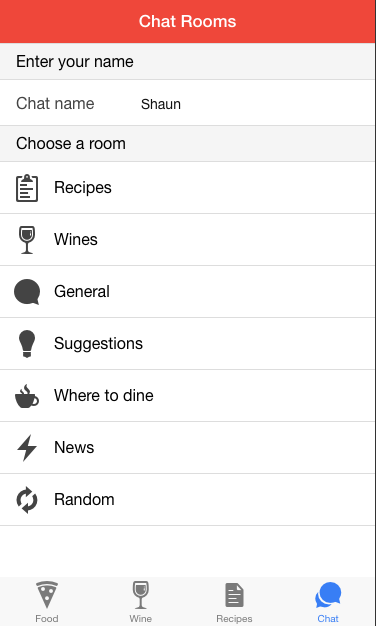 Chat Rooms
Enter your name
Chat name Shaun
Choose a room
Recipes
Wines
General
Suggestions
Where to dine
News
Random
Food Wine Recipes Chat